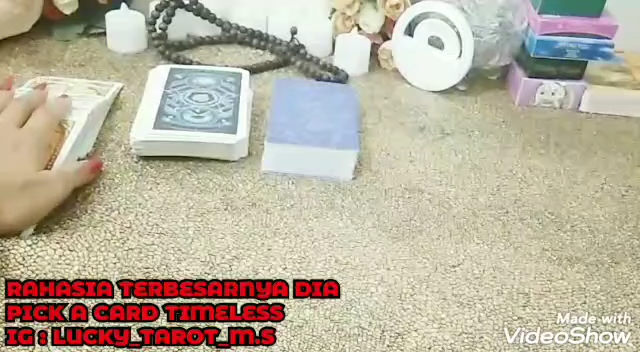 RAHASIA TERBESARNYA DIA
PICK A CARD TIMELESS
IG : LUCKY_TAROT_M.S
Made with
VideoShow